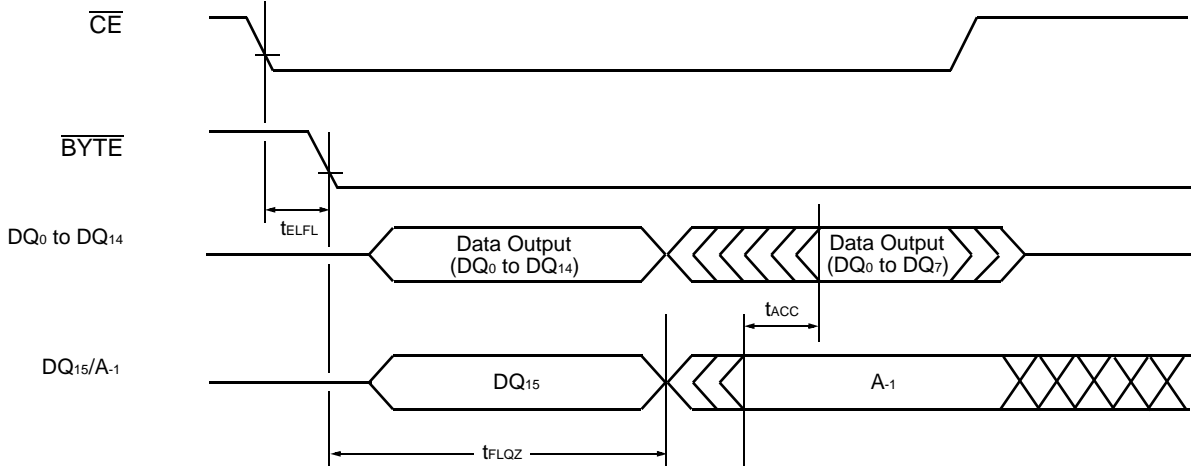 CE
BYTE
tELFL
DQ0 to DQ14
Data Output
(DQ0 to DQ14)
Data Output
(DQ0 to DQ7)
tACC
DQ15/A-1
DQ15
A-1
tFLQZ